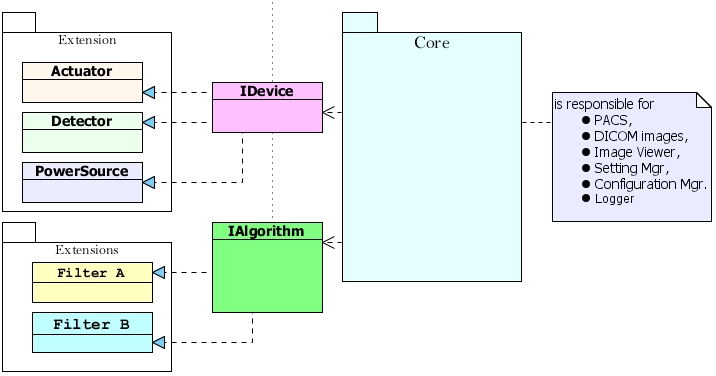 Extension
Actuator
Detector
PowerSource
IDevice
Core
is responsible for
● PACS,
● DICOM images,
● Image Viewer,
● Setting Mgr,
● Configuration Mgr.
● Logger
Extensions
Filter A
Filter B
IAlgorithm